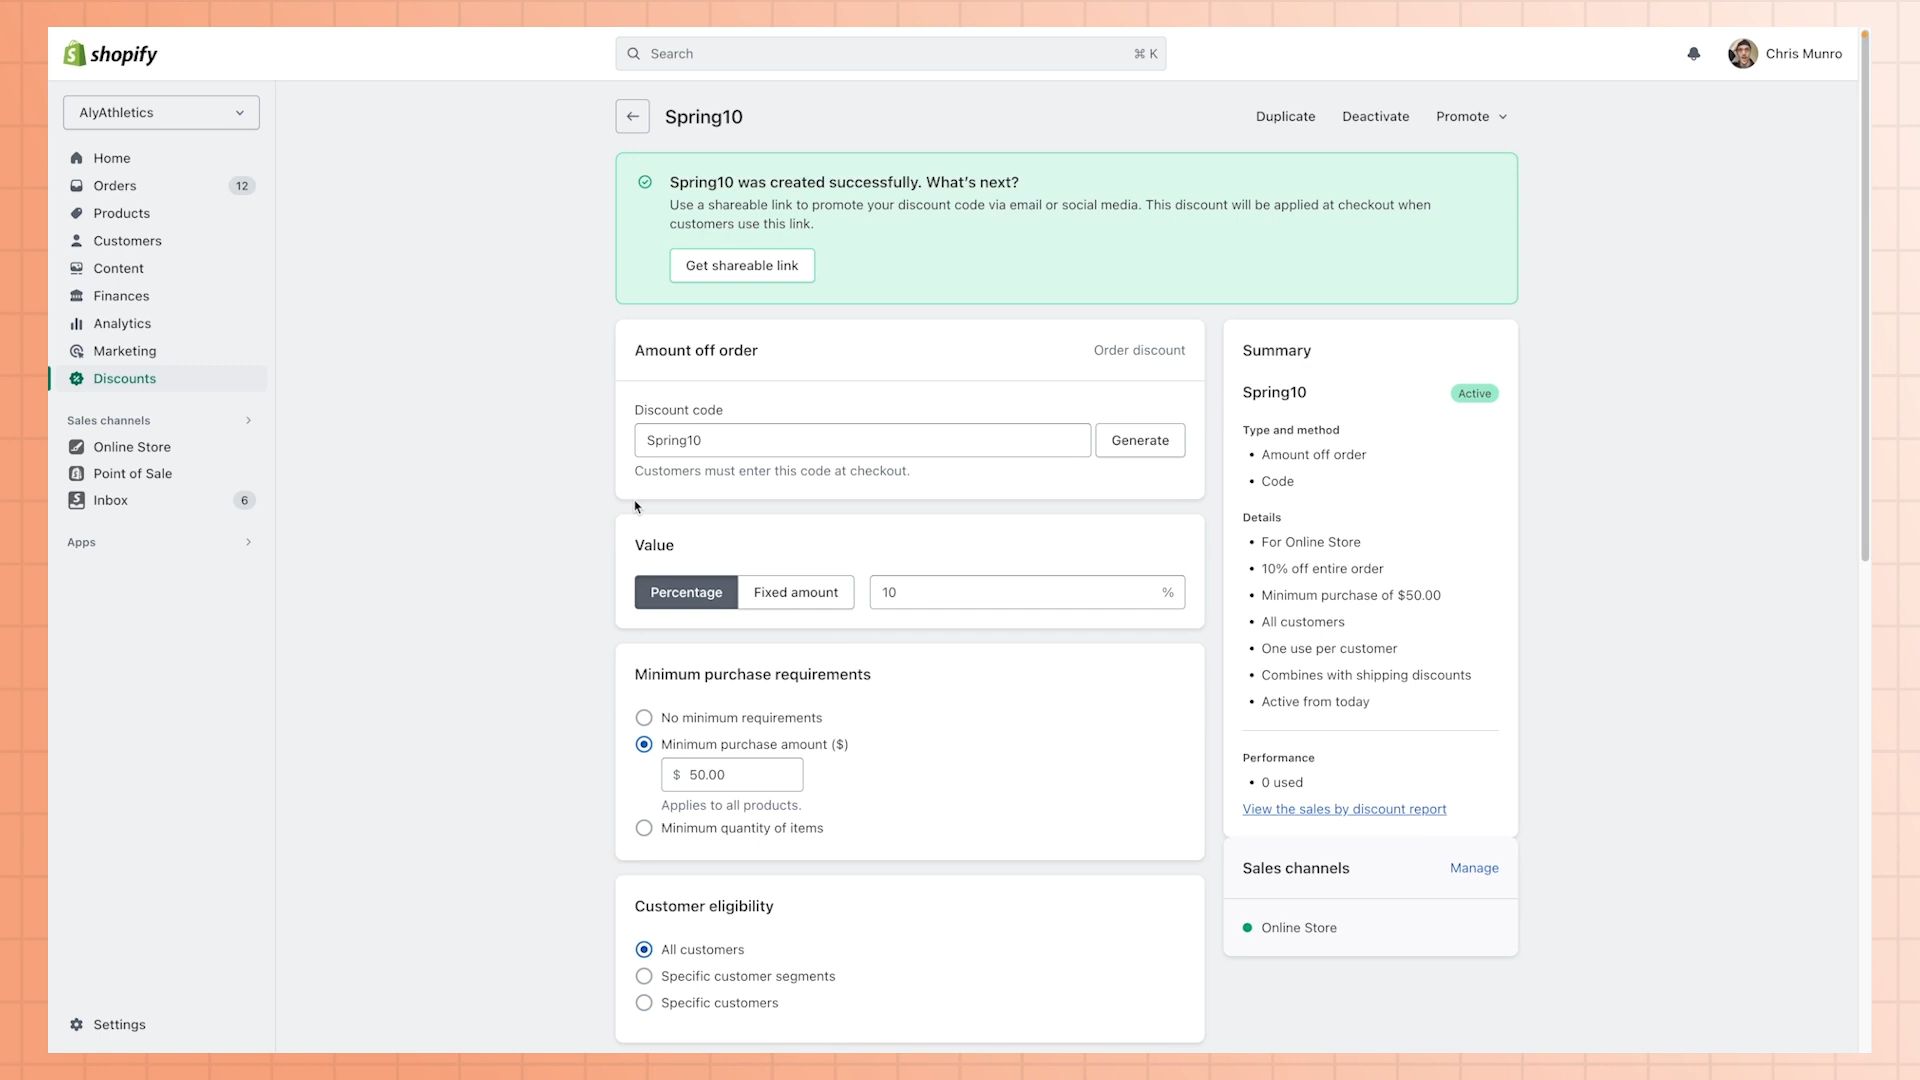 shopify
Search
⌘ K
Chris Munro
AlyAthletics
Home
Orders
12
Products
Customers
Content
Finances
Analytics
Marketing
Discounts
Sales channels
Online Store
Point of Sale
Inbox
6
Apps
Settings
Spring10
Duplicate
Deactivate
Promote
Spring10 was created successfully. What's next?
Use a shareable link to promote your discount code via email or social media. This discount will be applied at checkout when
customers use this link.
Get shareable link
Amount off order
Order discount
Discount code
Spring10
Generate
Customers must enter this code at checkout.
Value
Percentage
Fixed amount
10
%
Minimum purchase requirements
No minimum requirements
Minimum purchase amount ($)
$ 50.00
Applies to all products.
Minimum quantity of items
Customer eligibility
All customers
Specific customer segments
Specific customers
Summary
Spring10
Active
Type and method
• Amount off order
• Code
Details
• For Online Store
• 10% off entire order
• Minimum purchase of $50.00
• All customers
• One use per customer
• Combines with shipping discounts
• Active from today
Performance
• 0 used
View the sales by discount report
Sales channels
Manage
Online Store